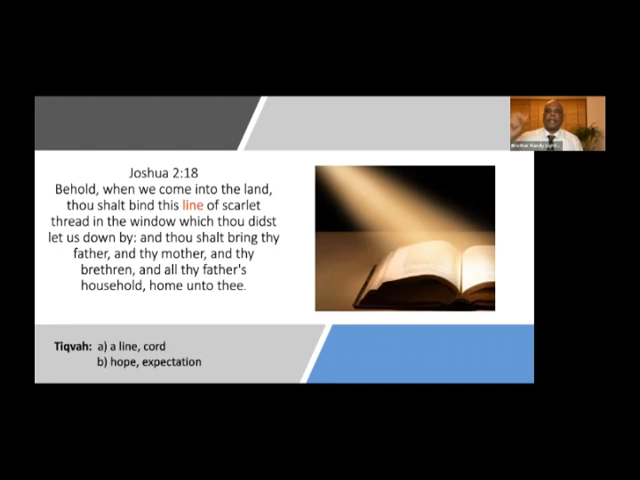 Joshua 2:18
Behold, when we come into the land,
thou shalt bind this line of scarlet
thread in the window which thou didst
let us down by: and thou shalt bring thy
father, and thy mother, and thy
brethren, and all thy father's
household, home unto thee.
Tiqvah: a) a line, cord
b) hope, expectation
Brother Randy